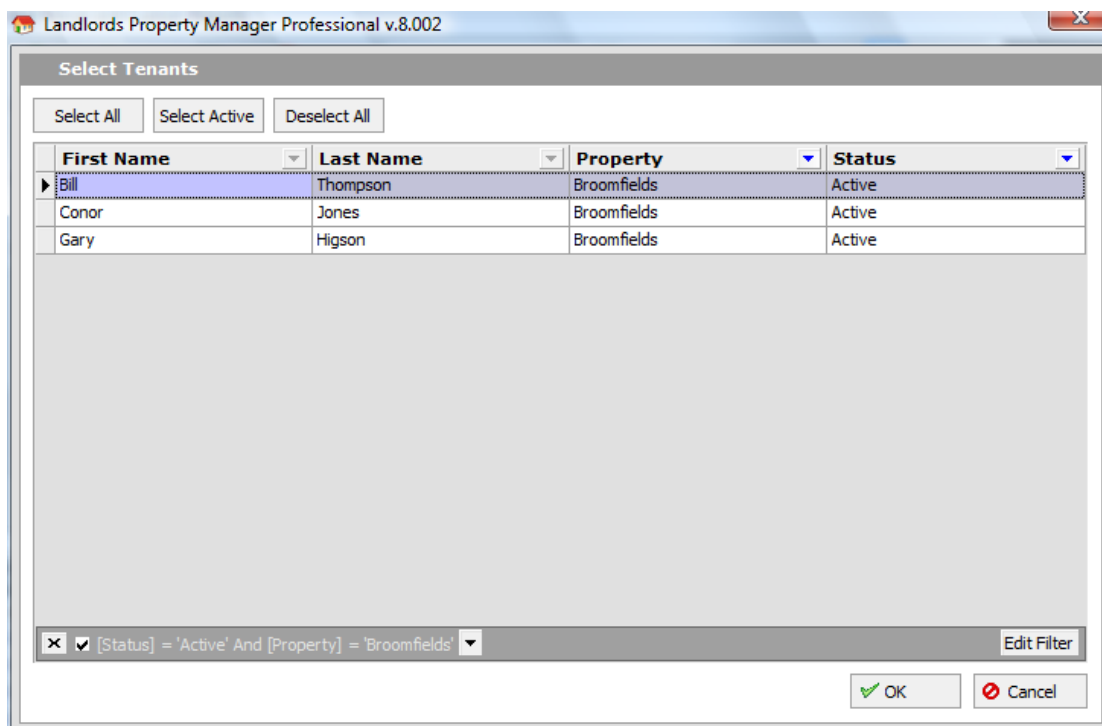 Landlords Property Manager Professional v.8.002
Select Tenants
Select All Select Active Deselect All
First Name Last Name Property Status
Bill Thompson Broomfields Active
Conor Jones Broomfields Active
Gary Higson Broomfields Active
[Status] = 'Active' And [Property] = 'Broomfields' Edit Filter
OK Cancel